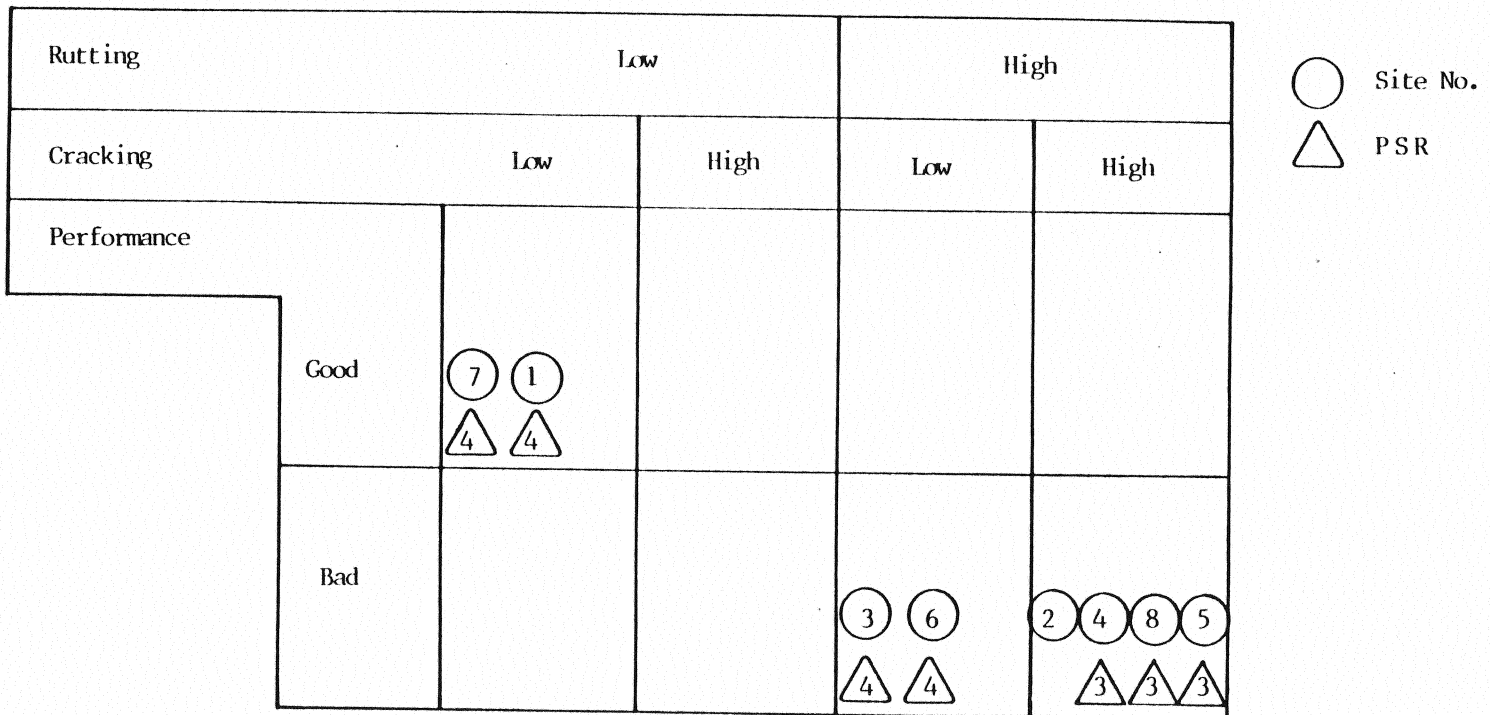 Rutting Low High
Site No.
Cracking Low High Low High
PSR
Performance
Good 7 1
4 4
Bad
3 6 2 4 8 5
4 4 3 3 3